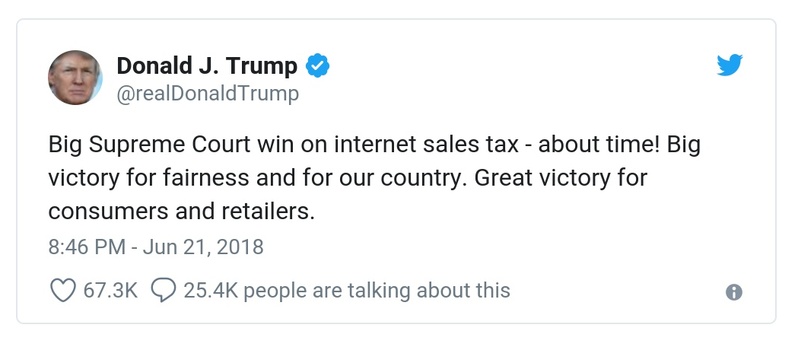 Donald J. Trump
@realDonaldTrump
Big Supreme Court win on internet sales tax - about time! Big
victory for fairness and for our country. Great victory for
consumers and retailers.
8:46 PM - Jun 21, 2018
67.3K 25.4K people are talking about this